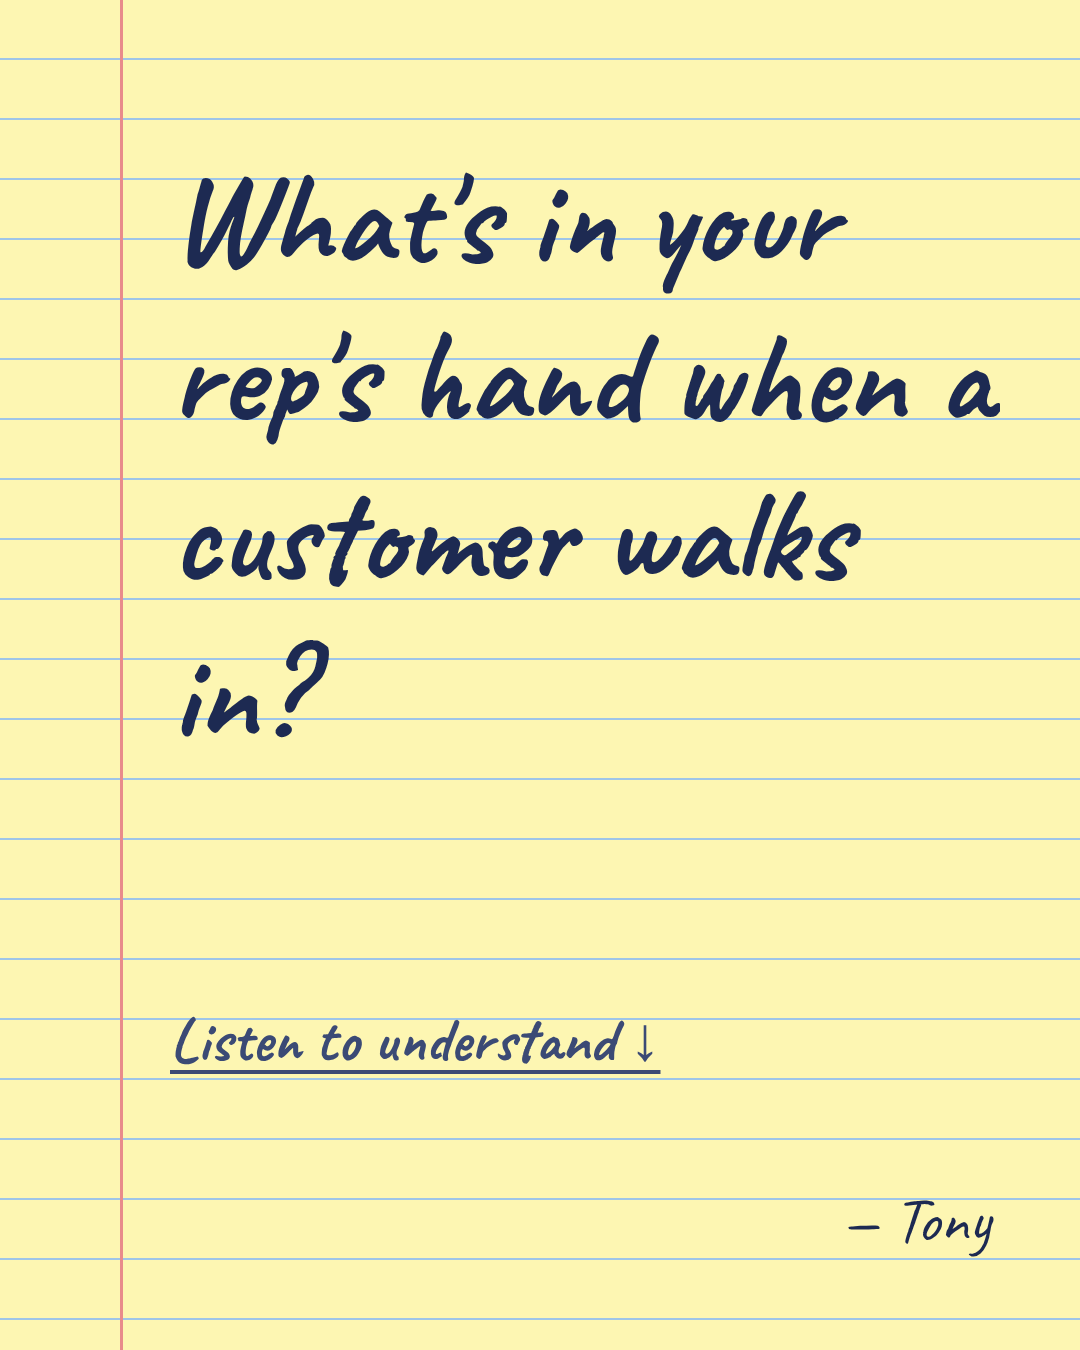 What's in your
rep's hand when a
customer walks
in?
Listen to understand ↓
– Tony